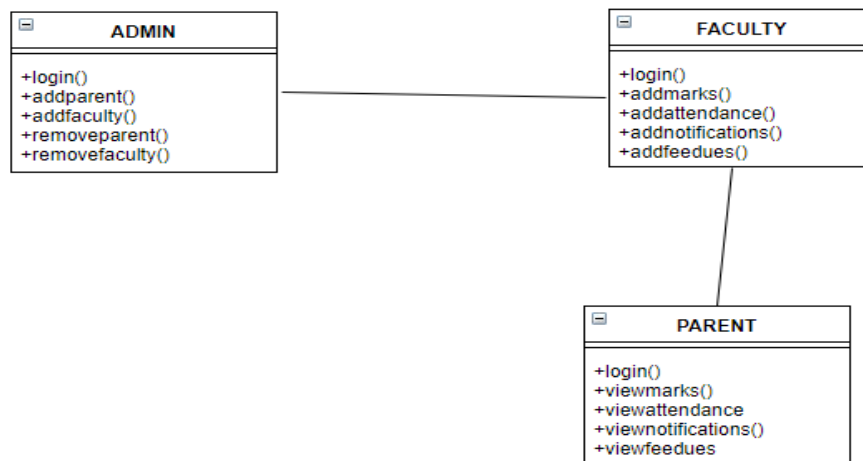 ADMIN
+login()
+addparent()
+addfaculty()
+removeparent()
+removefaculty()
FACULTY
+login()
+addmarks()
+addattendance()
+addnotifications()
+addfeedues()
PARENT
+login()
+viewmarks()
+viewattendance
+viewnotifications()
+viewfeedues